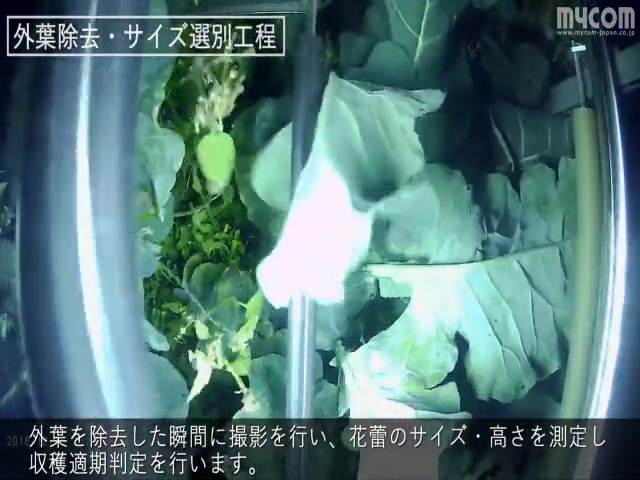 外葉除去・サイズ選別工程
mycom
www.mycom-japan.co.jp
外葉を除去した瞬間に撮影を行い、花蕾のサイズ・高さを測定し
収穫適期判定を行います。